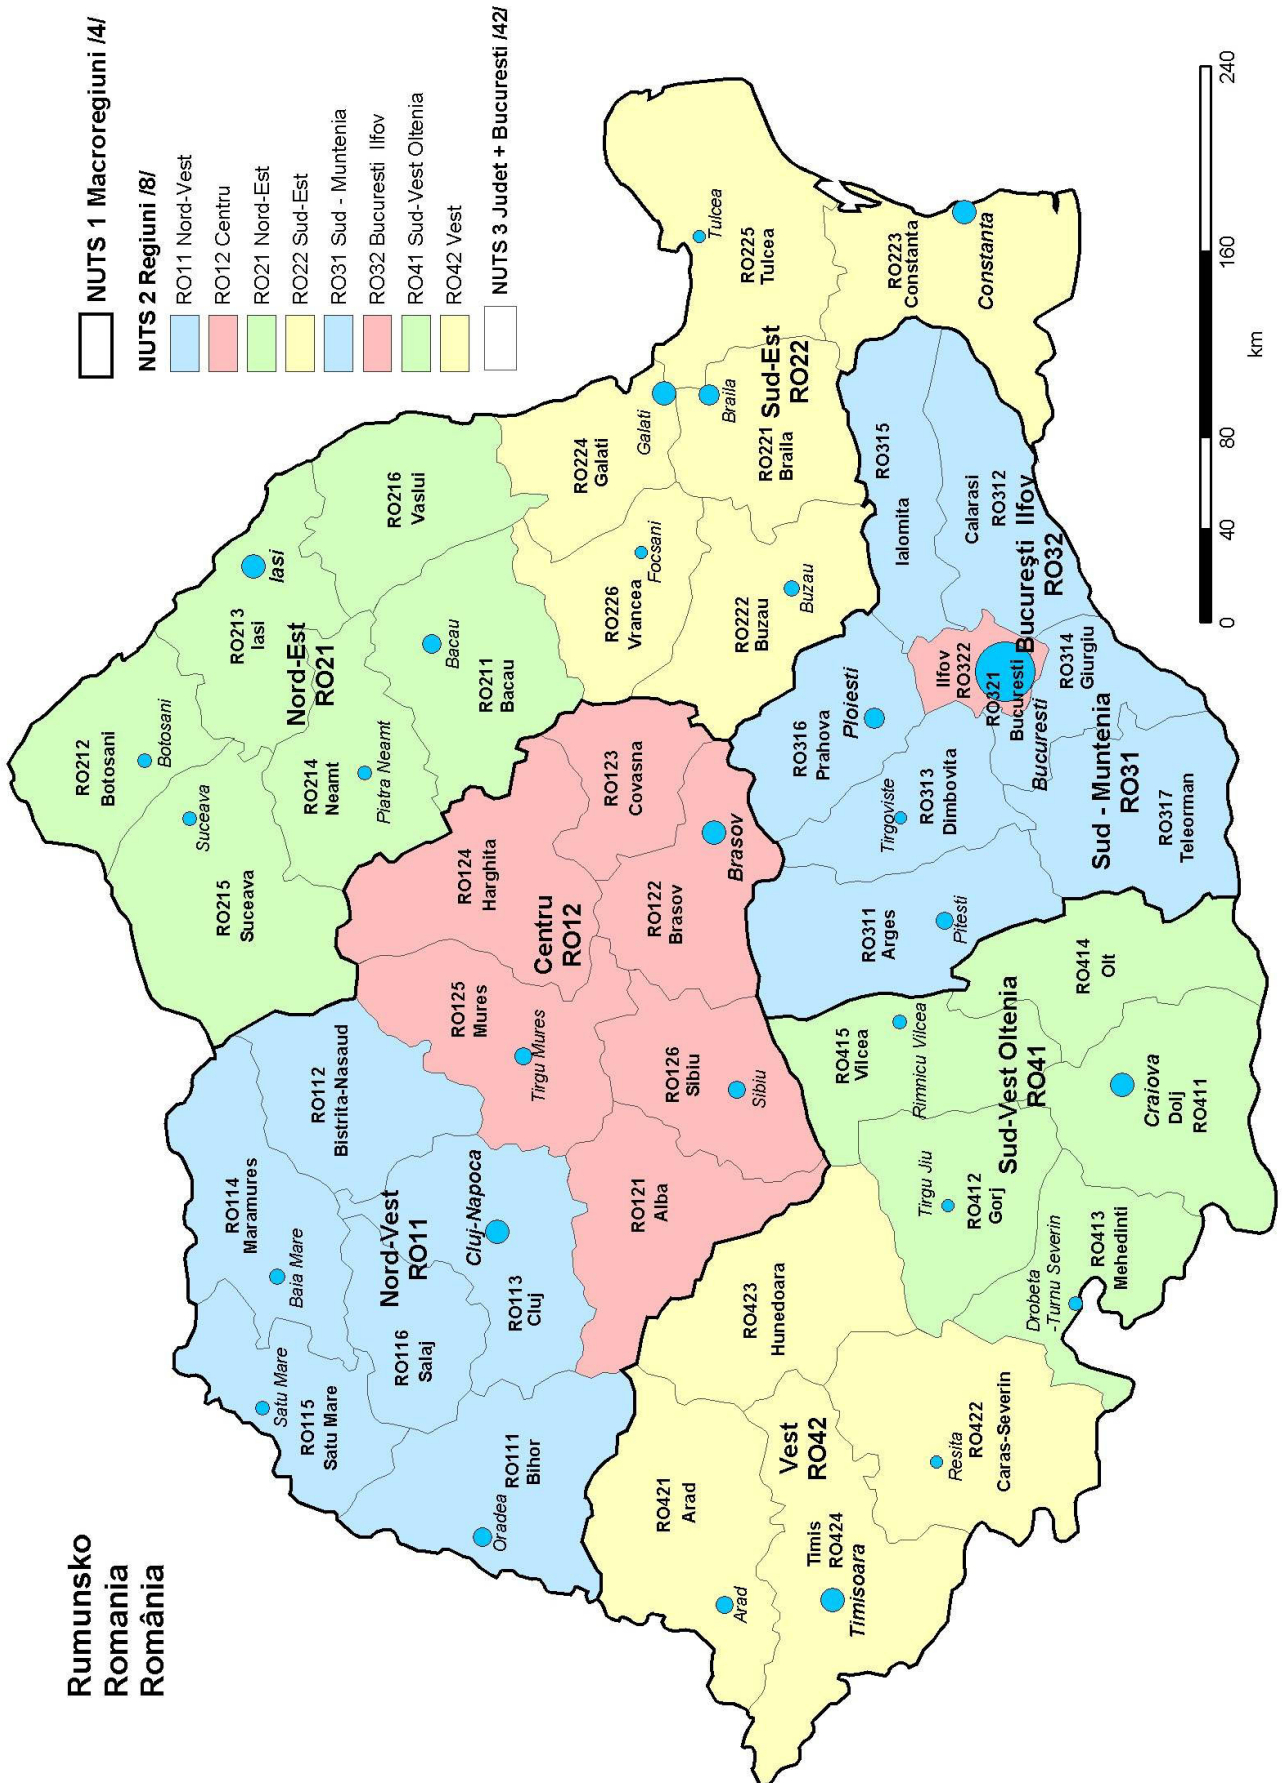 Rumunsko
Romania
România
NUTS 1 Macroregiuni /4/
NUTS 2 Regiuni /8/
RO11 Nord-Vest
RO12 Centru
RO21 Nord-Est
RO22 Sud-Est
RO31 Sud - Muntenia
RO32 Bucuresti Ilfov
RO41 Sud-Vest Oltenia
RO42 Vest
NUTS 3 Judet + Bucuresti /42/
RO212
Botosani
Botosani
Suceava
RO215
Suceava
RO213
Iasi
Iasi
Nord-Est
RO21
RO214
Neamt
Piatra Neamt
RO216
Vaslui
Bacau
RO211
Bacau
RO114
Maramures
Baia Mare
Satu Mare
RO115
Satu Mare
RO112
Bistrita-Nasaud
Nord-Vest
RO11
RO116
Salaj
Cluj-Napoca
RO113
Cluj
Oradea
RO111
Bihor
RO125
Mures
Tirgu Mures
RO124
Harghita
Centru
RO12
RO123
Covasna
RO122
Brasov
Brasov
RO126
Sibiu
Sibiu
RO121
Alba
RO224
Galati
Galati
RO226
Vrancea
Focsani
RO222
Buzau
Buzau
RO221
Braila
Braila
Sud-Est
RO22
Tulcea
RO225
Tulcea
RO223
Constanta
Constanta
RO421
Arad
Arad
RO423
Hunedoara
Vest
RO42
Timis
RO424
Timisoara
Resita
RO422
Caras-Severin
RO415
Vilcea
Rimnicu Vilcea
Tirgu Jiu
RO412
Gorj
Sud-Vest Oltenia
RO41
RO414
Olt
Drobeta
-Turnu Severin
RO413
Mehedinti
Craiova
Dolj
RO411
RO316
Prahova
Ploiesti
RO311
Arges
Pitesti
Tirgoviste
RO313
Dimbovita
RO315
Ialomita
Calarasi
RO312
Ilfov
RO322
RO321
Bucuresti
Bucuresti
Bucureşti Ilfov
RO32
RO314
Giurgiu
Sud - Muntenia
RO31
RO317
Teleorman
0 40 80 160 240
km